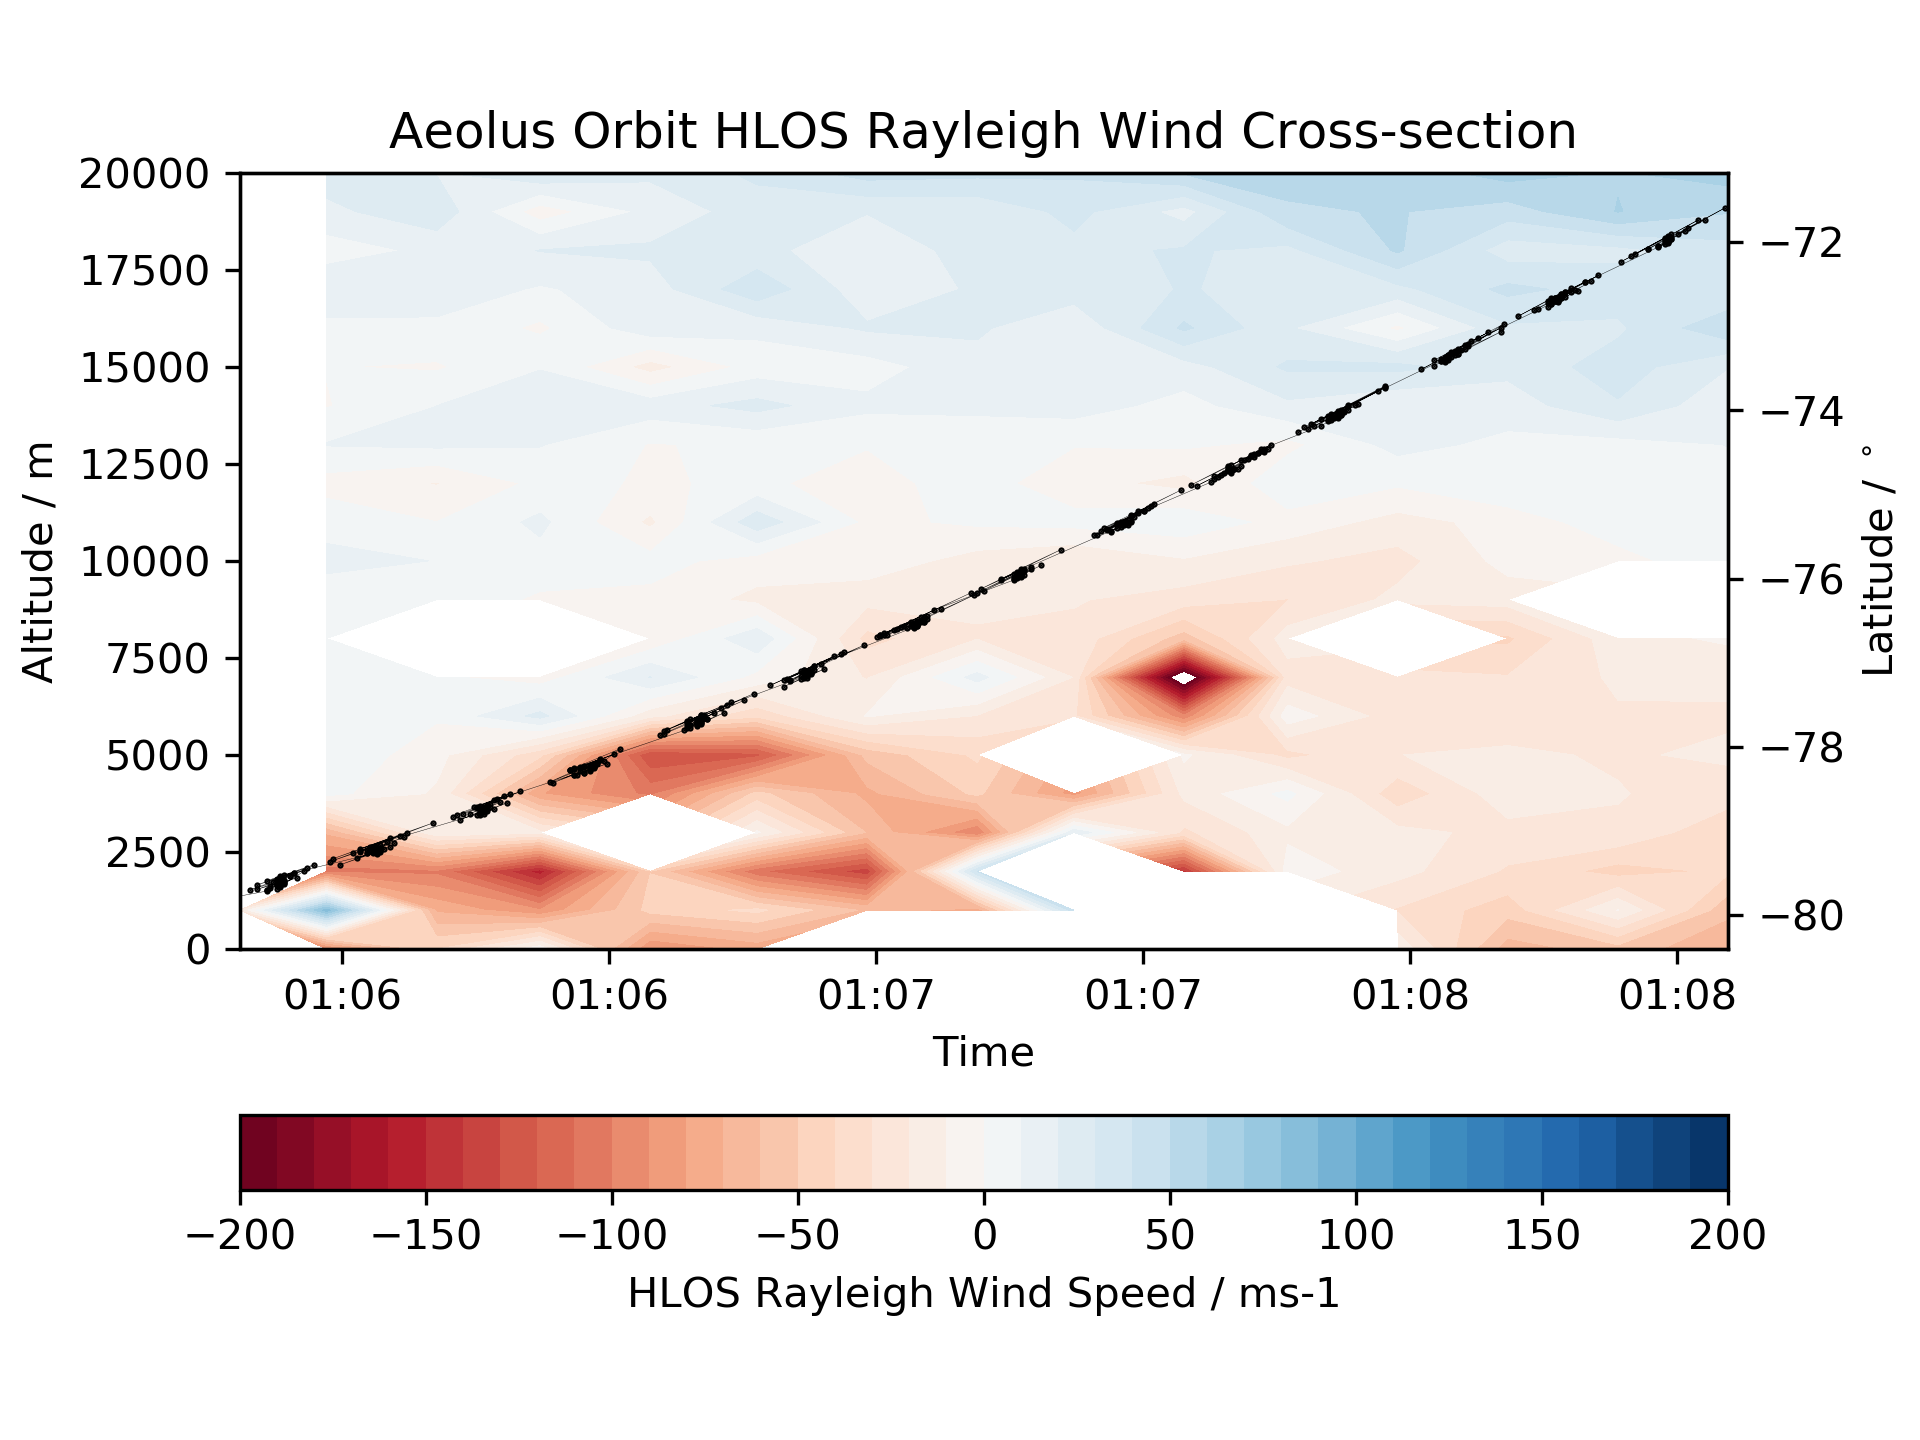 Aeolus Orbit HLOS Rayleigh Wind Cross-section
20000
17500
15000
12500
10000
7500
5000
2500
0
Altitude / m
−72
−74
−76
−78
−80
Latitude / °
01:06 01:06 01:07 01:07 01:08 01:08
Time
−200 −150 −100 −50 0 50 100 150 200
HLOS Rayleigh Wind Speed / ms-1